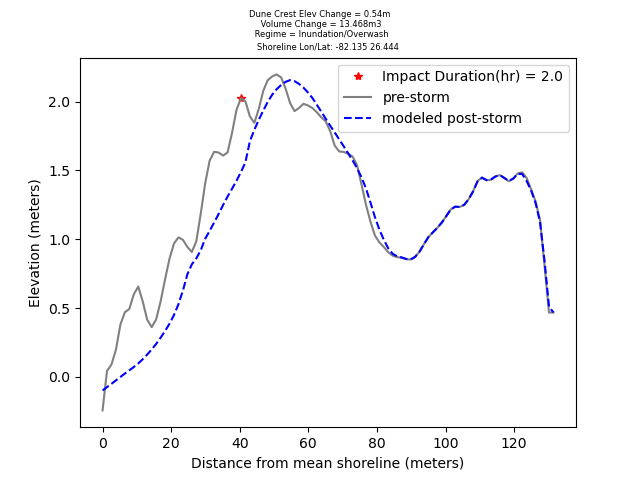 Dune Crest Elev Change = 0.54m
Volume Change = 13.468m3
Regime = Inundation/Overwash
Shoreline Lon/Lat: -82.135 26.444
Impact Duration(hr) = 2.0
pre-storm
modeled post-storm
Elevation (meters)
2.0
1.5
1.0
0.5
0.0
0 20 40 60 80 100 120
Distance from mean shoreline (meters)